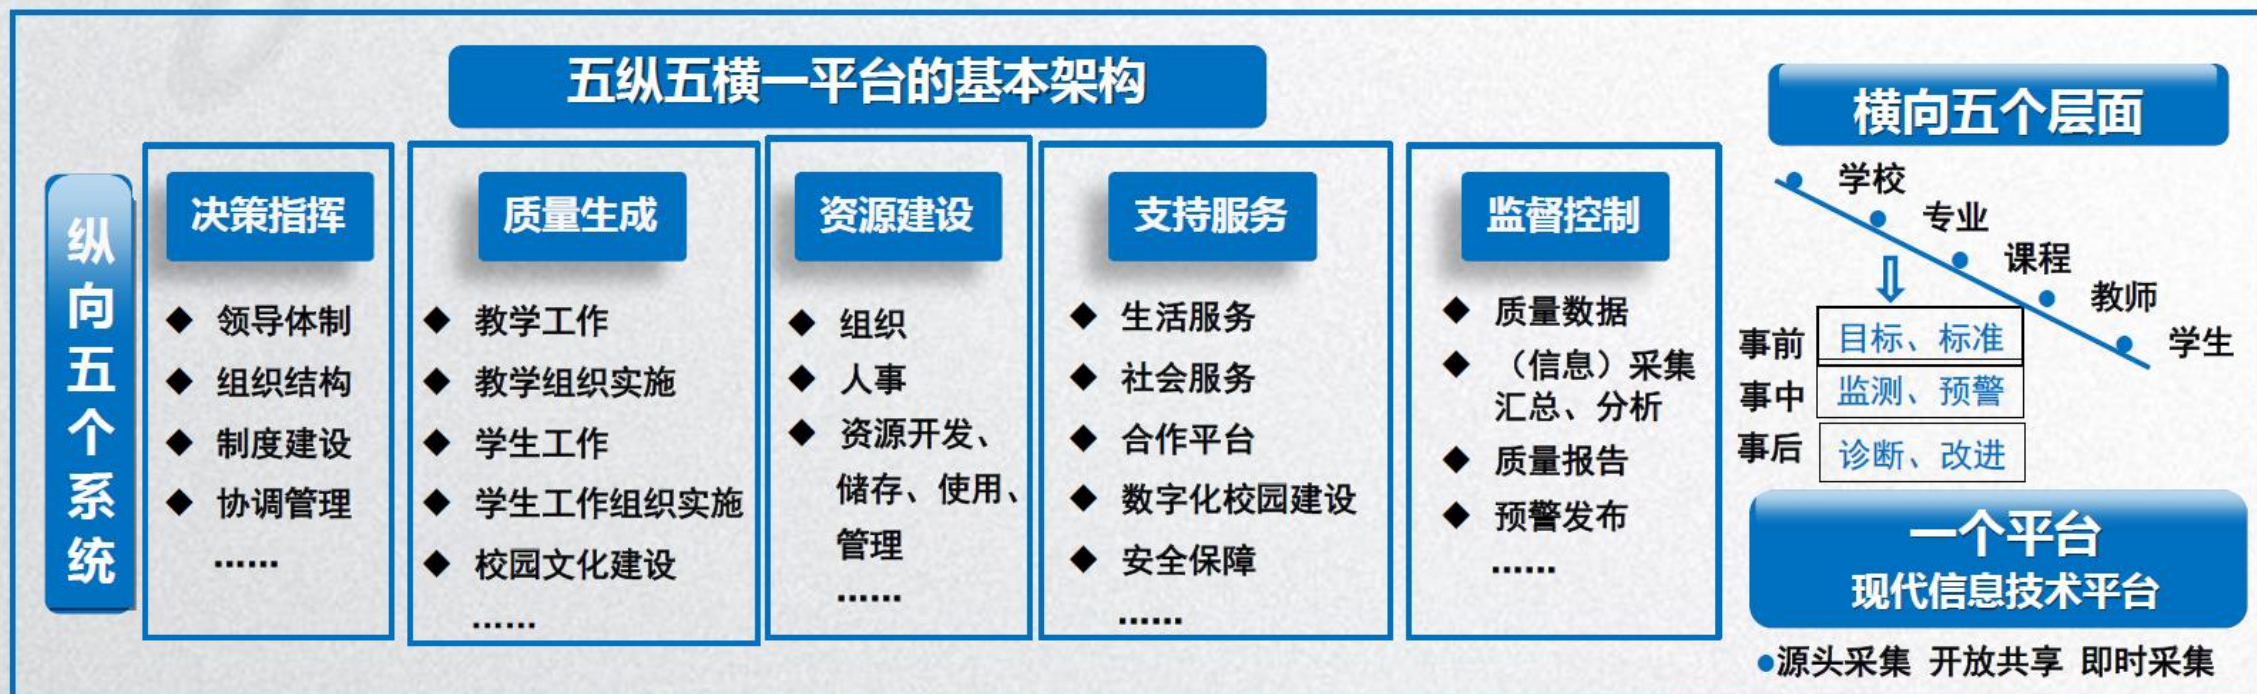 五纵五横一平台的基本架构
纵向五个系统
决策指挥
◆ 领导体制
◆ 组织结构
◆ 制度建设
◆ 协调管理
······
质量生成
◆ 教学工作
◆ 教学组织实施
◆ 学生工作
◆ 学生工作组织实施
◆ 校园文化建设
······
资源建设
◆ 组织
◆ 人事
◆ 资源开发、
储存、使用、
管理
······
支持服务
◆ 生活服务
◆ 社会服务
◆ 合作平台
◆ 数字化校园建设
◆ 安全保障
······
监督控制
◆ 质量数据
◆ （信息）采集
汇总、分析
◆ 质量报告
◆ 预警发布
······
横向五个层面
学校
专业
课程
教师
学生
事前 目标、标准
事中 监测、预警
事后 诊断、改进
一个平台
现代信息技术平台
●源头采集 开放共享 即时采集